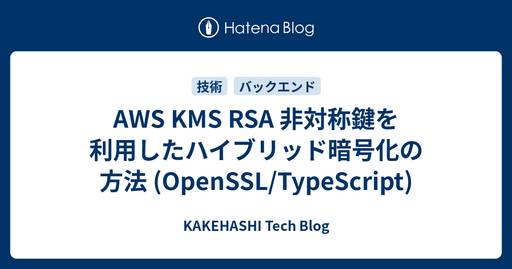 Hatena Blog
技術 バックエンド
AWS KMS RSA 非対称鍵を
利用したハイブリッド暗号化の
方法 (OpenSSL/TypeScript)
KAKEHASHI Tech Blog